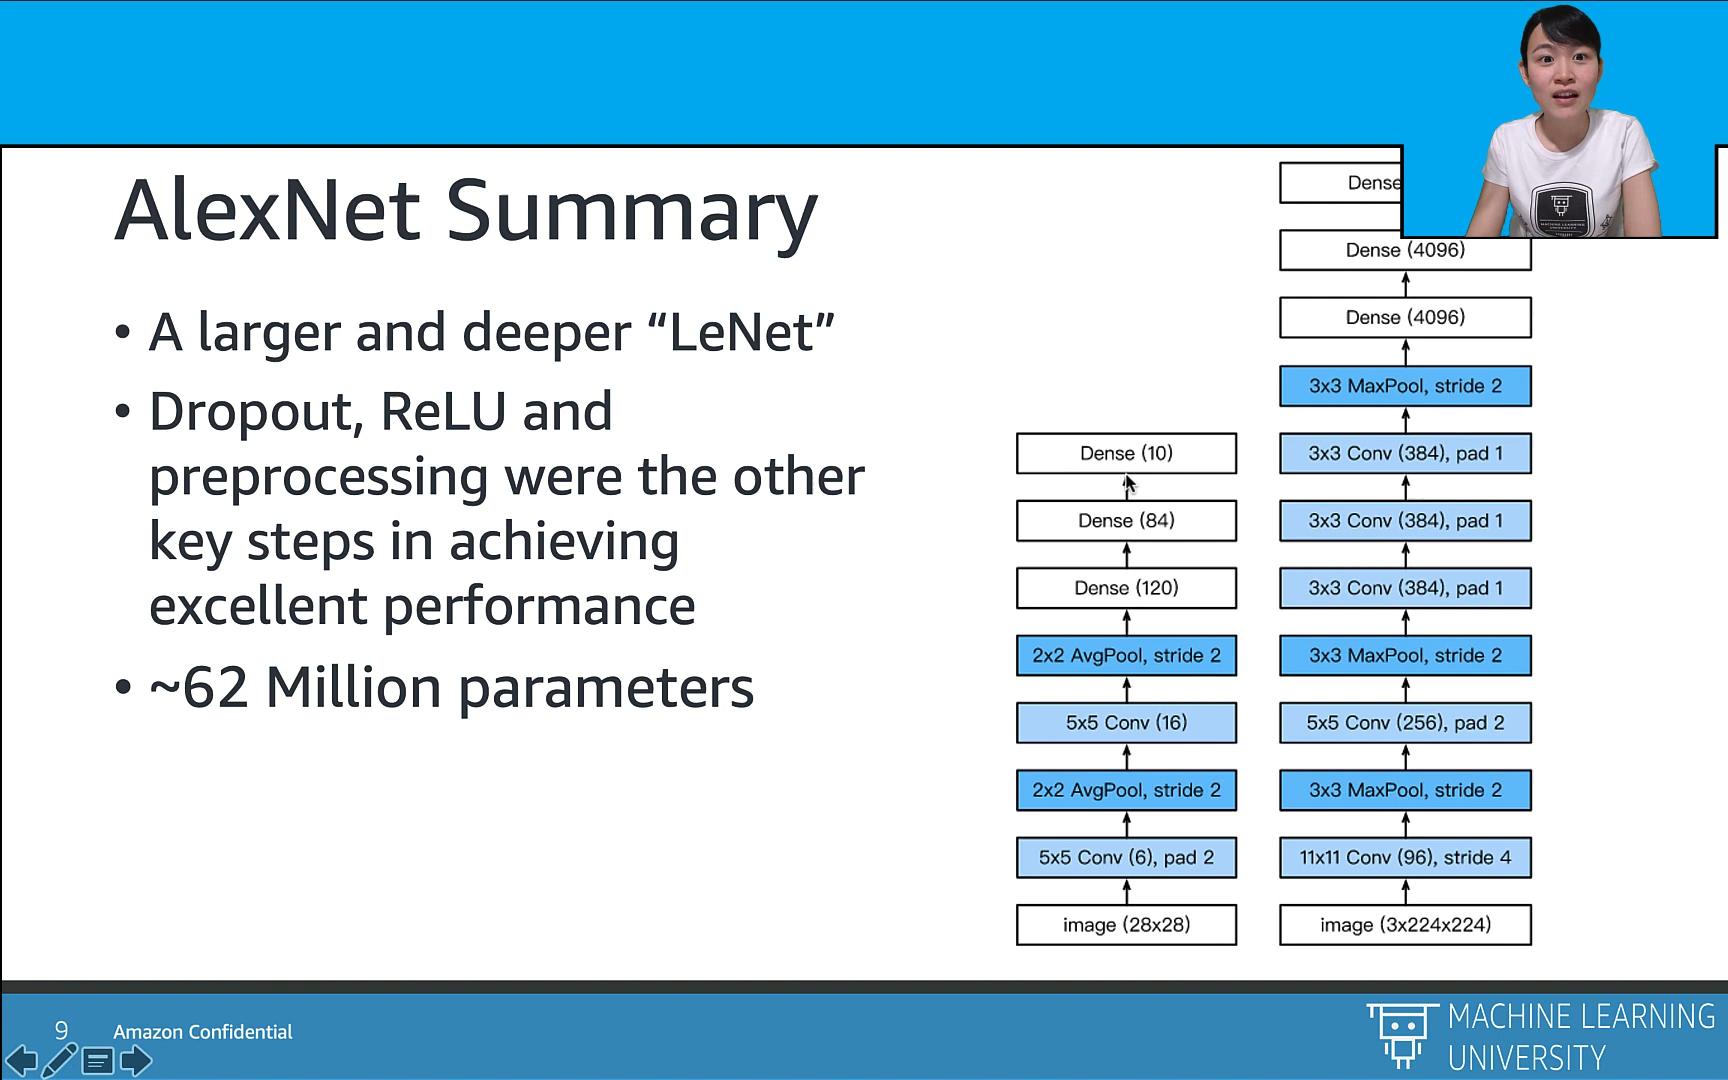 AlexNet Summary
• A larger and deeper “LeNet”
• Dropout, ReLU and
preprocessing were the other
key steps in achieving
excellent performance
• ~62 Million parameters
Dense (10)
Dense (84)
Dense (120)
2x2 AvgPool, stride 2
5x5 Conv (16)
2x2 AvgPool, stride 2
5x5 Conv (6), pad 2
image (28x28)
Dense
Dense (4096)
Dense (4096)
3x3 MaxPool, stride 2
3x3 Conv (384), pad 1
3x3 Conv (384), pad 1
3x3 Conv (384), pad 1
3x3 MaxPool, stride 2
5x5 Conv (256), pad 2
3x3 MaxPool, stride 2
11x11 Conv (96), stride 4
image (3x224x224)
MACHINE LEARNING
UNIVERSITY
9
Amazon Confidential
MACHINE LEARNING
UNIVERSITY